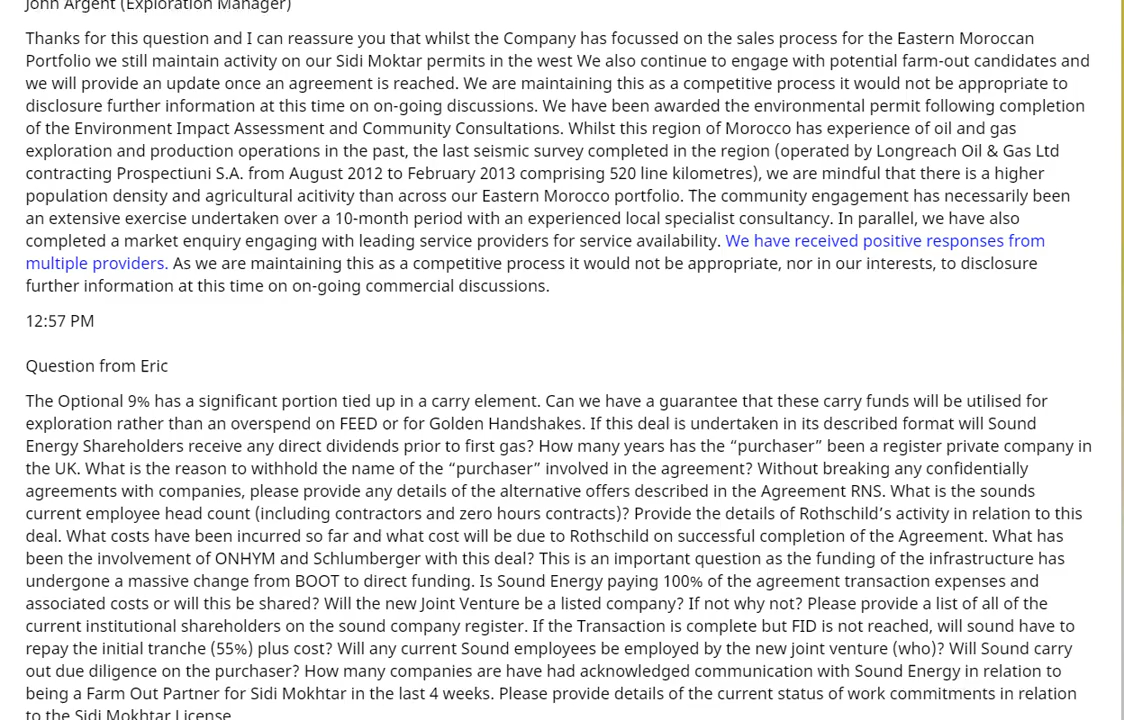 John Argent (Exploration Manager)
Thanks for this question and I can reassure you that whilst the Company has focussed on the sales process for the Eastern Moroccan
Portfolio we still maintain activity on our Sidi Moktar permits in the west We also continue to engage with potential farm-out candidates and
we will provide an update once an agreement is reached. We are maintaining this as a competitive process it would not be appropriate to
disclosure further information at this time on on-going discussions. We have been awarded the environmental permit following completion
of the Environment Impact Assessment and Community Consultations. Whilst this region of Morocco has experience of oil and gas
exploration and production operations in the past, the last seismic survey completed in the region (operated by Longreach Oil & Gas Ltd
contracting Prospectiuni S.A. from August 2012 to February 2013 comprising 520 line kilometres), we are mindful that there is a higher
population density and agricultural acitivity than across our Eastern Morocco portfolio. The community engagement has necessarily been
an extensive exercise undertaken over a 10-month period with an experienced local specialist consultancy. In parallel, we have also
completed a market enquiry engaging with leading service providers for service availability. We have received positive responses from
multiple providers. As we are maintaining this as a competitive process it would not be appropriate, nor in our interests, to disclosure
further information at this time on on-going commercial discussions.
12:57 PM
Question from Eric
The Optional 9% has a significant portion tied up in a carry element. Can we have a guarantee that these carry funds will be utilised for
exploration rather than an overspend on FEED or for Golden Handshakes. If this deal is undertaken in its described format will Sound
Energy Shareholders receive any direct dividends prior to first gas? How many years has the “purchaser” been a register private company in
the UK. What is the reason to withhold the name of the “purchaser” involved in the agreement? Without breaking any confidentially
agreements with companies, please provide any details of the alternative offers described in the Agreement RNS. What is the sounds
current employee head count (including contractors and zero hours contracts)? Provide the details of Rothschild’s activity in relation to this
deal. What costs have been incurred so far and what cost will be due to Rothschild on successful completion of the Agreement. What has
been the involvement of ONHYM and Schlumberger with this deal? This is an important question as the funding of the infrastructure has
undergone a massive change from BOOT to direct funding. Is Sound Energy paying 100% of the agreement transaction expenses and
associated costs or will this be shared? Will the new Joint Venture be a listed company? If not why not? Please provide a list of all of the
current institutional shareholders on the sound company register. If the Transaction is complete but FID is not reached, will sound have to
repay the initial tranche (55%) plus cost? Will any current Sound employees be employed by the new joint venture (who)? Will Sound carry
out due diligence on the purchaser? How many companies are have had acknowledged communication with Sound Energy in relation to
being a Farm Out Partner for Sidi Mokhtar in the last 4 weeks. Please provide details of the current status of work commitments in relation
to the Sidi Mokhtar License